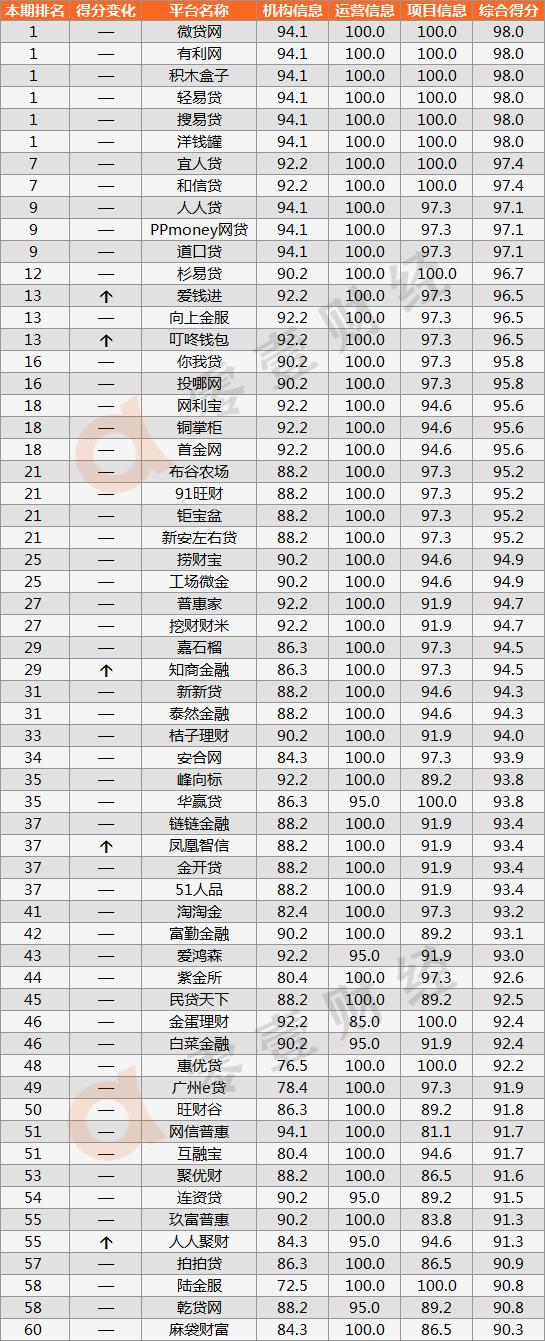 本期排名 得分变化 平台名称 机构信息 运营信息 项目信息 综合得分
1 — 微贷网 94.1 100.0 100.0 98.0
1 — 有利网 94.1 100.0 100.0 98.0
1 — 积木盒子 94.1 100.0 100.0 98.0
1 — 轻易贷 94.1 100.0 100.0 98.0
1 — 搜易贷 94.1 100.0 100.0 98.0
1 — 洋钱罐 94.1 100.0 100.0 98.0
7 — 宜人贷 92.2 100.0 100.0 97.4
7 — 和信贷 92.2 100.0 100.0 97.4
9 — 人人贷 94.1 100.0 97.3 97.1
9 — PPmoney网贷 94.1 100.0 97.3 97.1
9 — 道口贷 94.1 100.0 97.3 97.1
12 — 杉易贷 90.2 100.0 100.0 96.7
13 ↑ 爱钱进 92.2 100.0 97.3 96.5
13 — 向上金服 92.2 100.0 97.3 96.5
13 ↑ 叮咚钱包 92.2 100.0 97.3 96.5
16 — 你我贷 90.2 100.0 97.3 95.8
16 — 投哪网 90.2 100.0 97.3 95.8
18 — 网利宝 92.2 100.0 94.6 95.6
18 — 铜掌柜 92.2 100.0 94.6 95.6
18 — 首金网 92.2 100.0 94.6 95.6
21 — 布谷农场 88.2 100.0 97.3 95.2
21 — 91旺财 88.2 100.0 97.3 95.2
21 — 钜宝盆 88.2 100.0 97.3 95.2
21 — 新安左右贷 88.2 100.0 97.3 95.2
25 — 捞财宝 90.2 100.0 94.6 94.9
25 — 工场微金 90.2 100.0 94.6 94.9
27 — 普惠家 92.2 100.0 91.9 94.7
27 — 挖财财米 92.2 100.0 91.9 94.7
29 — 嘉石榴 86.3 100.0 97.3 94.5
29 ↑ 知商金融 86.3 100.0 97.3 94.5
31 — 新新贷 88.2 100.0 94.6 94.3
31 — 泰然金融 88.2 100.0 94.6 94.3
33 — 桔子理财 90.2 100.0 91.9 94.0
34 — 安合网 84.3 100.0 97.3 93.9
35 — 峰向标 92.2 100.0 89.2 93.8
35 — 华赢贷 86.3 95.0 100.0 93.8
37 — 链链金融 88.2 100.0 91.9 93.4
37 ↑ 凤凰智信 88.2 100.0 91.9 93.4
37 — 金开贷 88.2 100.0 91.9 93.4
37 — 51人品 88.2 100.0 91.9 93.4
41 — 淘淘金 82.4 100.0 97.3 93.2
42 — 富勤金融 90.2 100.0 89.2 93.1
43 — 爱鸿森 92.2 95.0 91.9 93.0
44 — 紫金所 80.4 100.0 97.3 92.6
45 — 民贷天下 88.2 100.0 89.2 92.5
46 — 金蛋理财 92.2 85.0 100.0 92.4
46 — 白菜金融 90.2 95.0 91.9 92.4
48 — 惠优贷 76.5 100.0 100.0 92.2
49 — 广州e贷 78.4 100.0 97.3 91.9
50 — 旺财谷 86.3 100.0 89.2 91.8
51 — 网信普惠 94.1 100.0 81.1 91.7
51 — 互融宝 80.4 100.0 94.6 91.7
53 — 聚优财 88.2 100.0 86.5 91.6
54 — 连资贷 90.2 95.0 89.2 91.5
55 — 玖富普惠 90.2 100.0 83.8 91.3
55 ↑ 人人聚财 84.3 95.0 94.6 91.3
57 — 拍拍贷 86.3 100.0 86.5 90.9
58 — 陆金服 72.5 100.0 100.0 90.8
58 — 乾贷网 88.2 95.0 89.2 90.8
60 — 麻袋财富 84.3 100.0 86.5 90.3
零壹财经
零壹财经